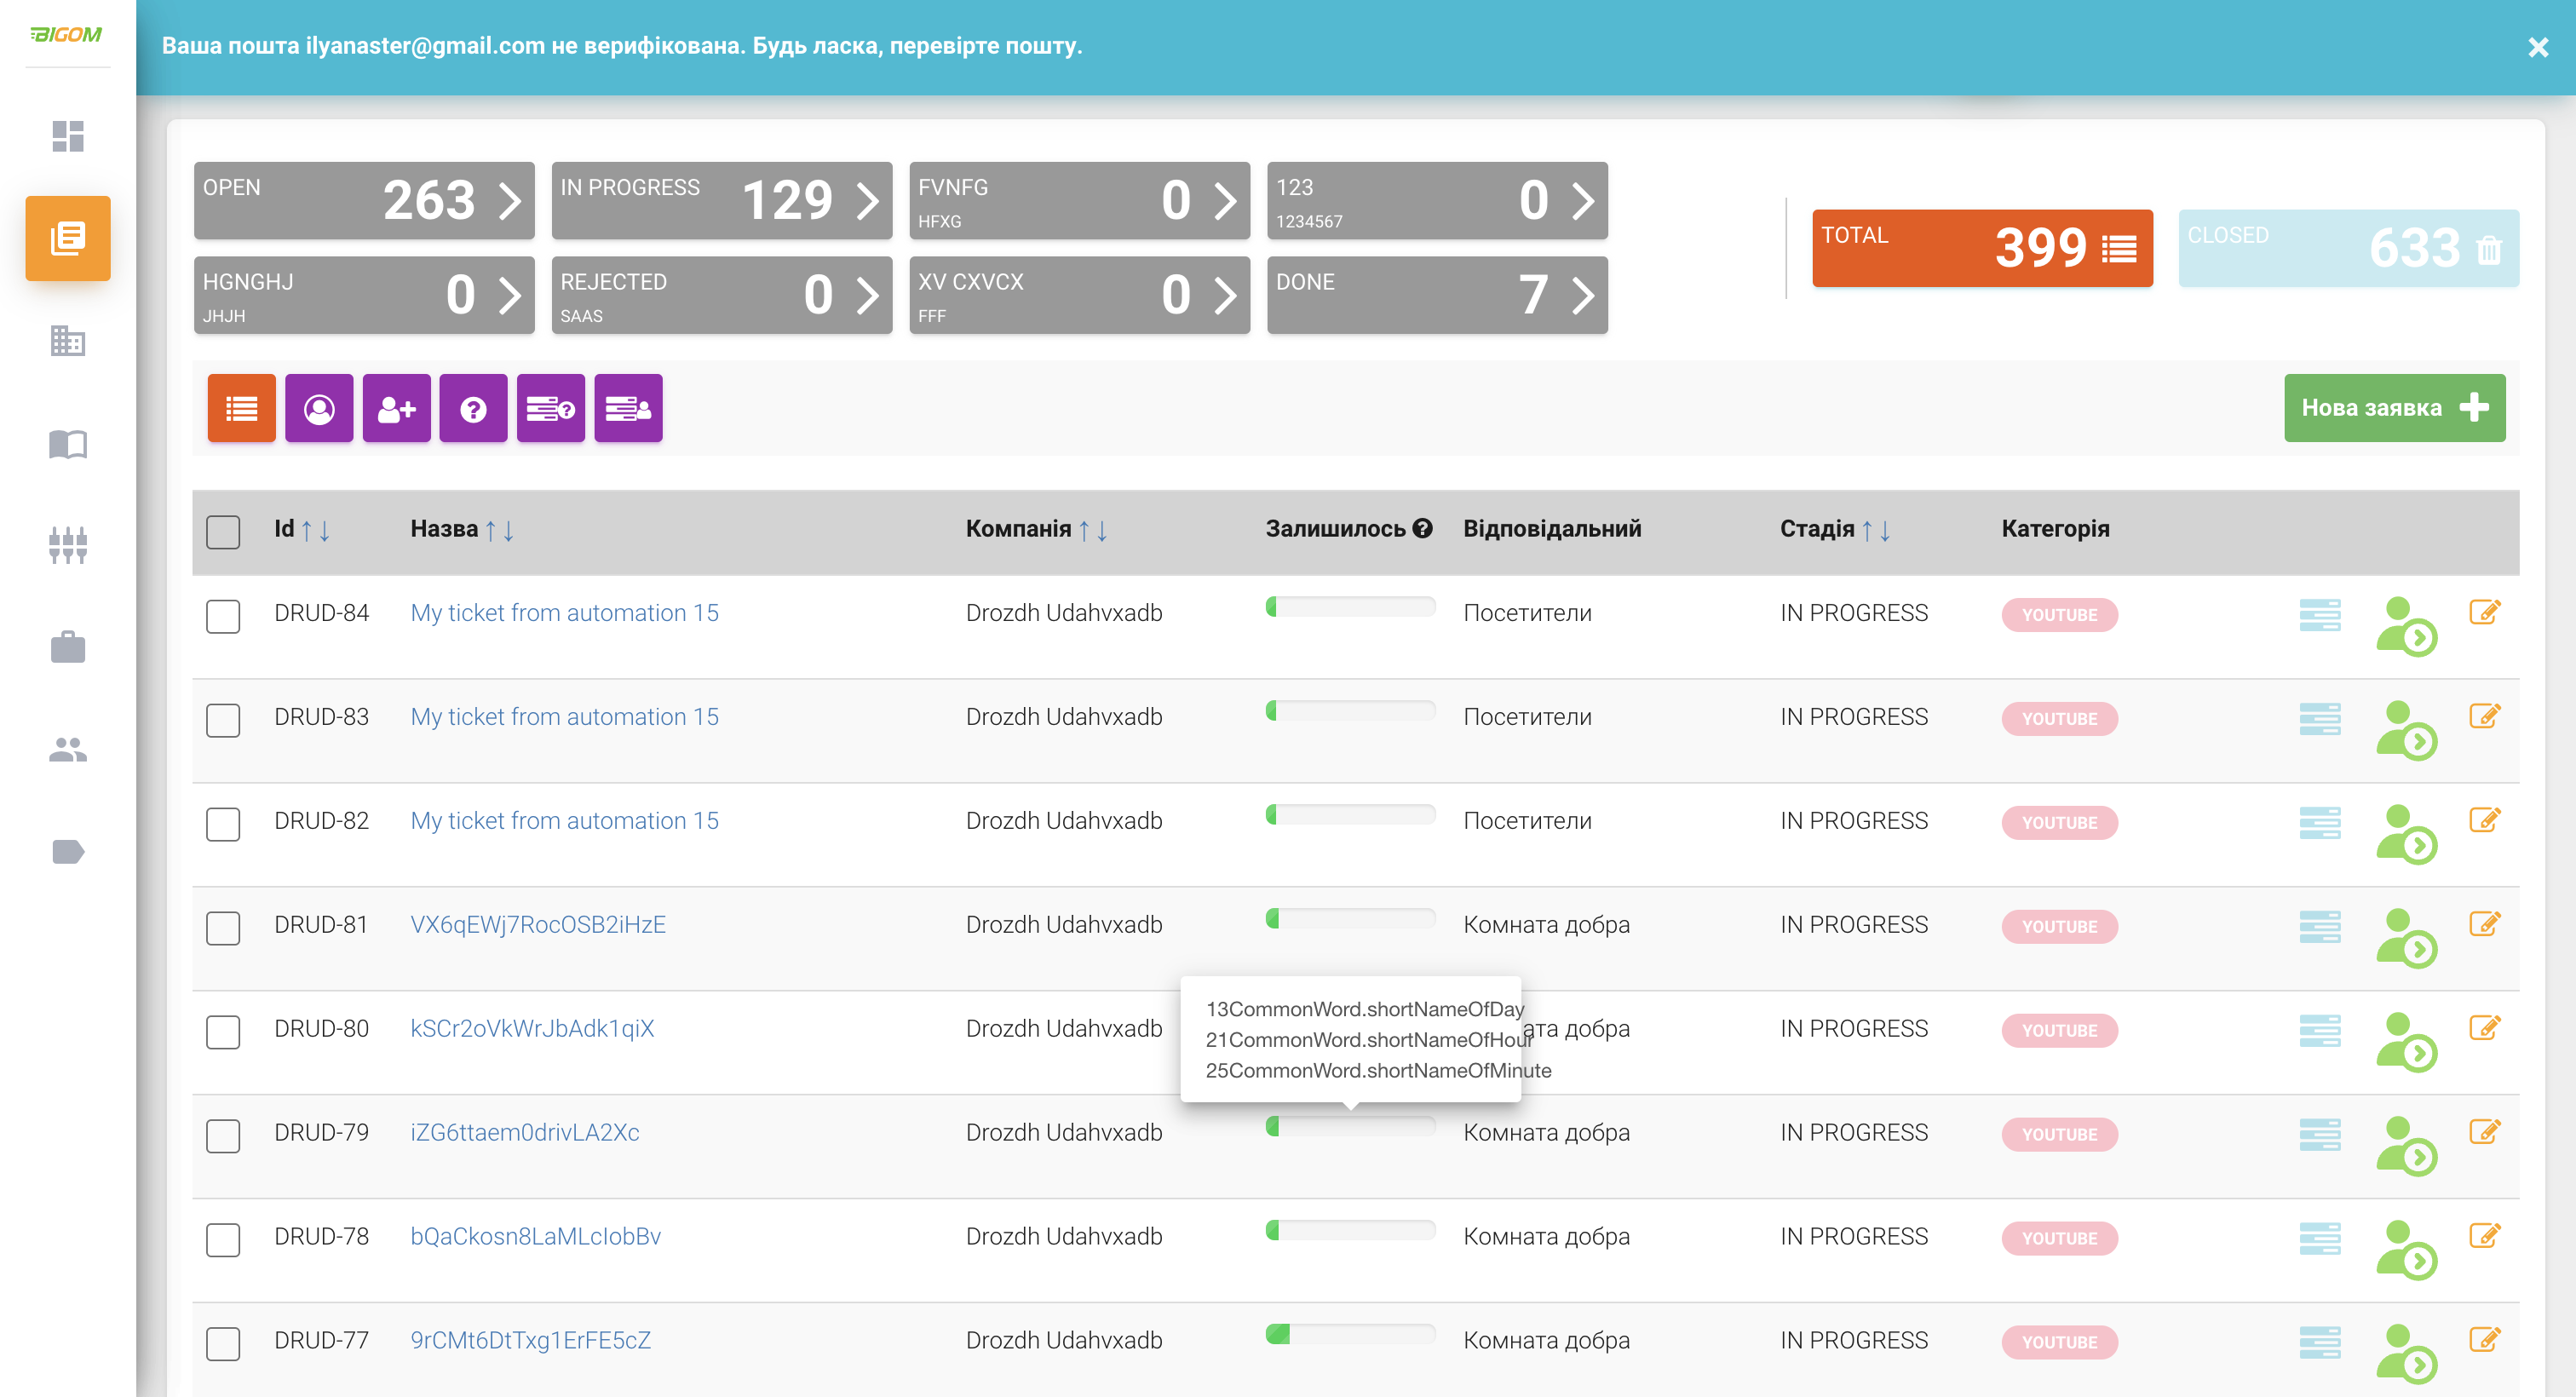 BIGOM
Ваша пошта ilyanaster@gmail.com не верифікована. Будь ласка, перевірте пошту.
OPEN 263
IN PROGRESS 129
FVNFG 0
HFXG
123 0
1234567
TOTAL 399
CLOSED 633
HGNGHJ 0
JHJH
REJECTED 0
SAAS
XV CXVCX 0
FFF
DONE 7
Нова заявка
Id Назва Компанія Залишилось Відповідальний Стадія Категорія
DRUD-84 My ticket from automation 15 Drozdh Udahvxadb Посетители IN PROGRESS YOUTUBE
DRUD-83 My ticket from automation 15 Drozdh Udahvxadb Посетители IN PROGRESS YOUTUBE
DRUD-82 My ticket from automation 15 Drozdh Udahvxadb Посетители IN PROGRESS YOUTUBE
DRUD-81 VX6qEWj7RocOSB2iHzE Drozdh Udahvxadb Комната добра IN PROGRESS YOUTUBE
13CommonWord.shortNameOfDay
21CommonWord.shortNameOfHour
25CommonWord.shortNameOfMinute
DRUD-80 kSCr2oVkWrJbAdk1qiX Drozdh Udahvxadb добра IN PROGRESS YOUTUBE
DRUD-79 iZG6ttaem0drivLA2Xc Drozdh Udahvxadb Комната добра IN PROGRESS YOUTUBE
DRUD-78 bQaCkosn8LaMLcIobBv Drozdh Udahvxadb Комната добра IN PROGRESS YOUTUBE
DRUD-77 9rCMt6DtTxg1ErFE5cZ Drozdh Udahvxadb Комната добра IN PROGRESS YOUTUBE